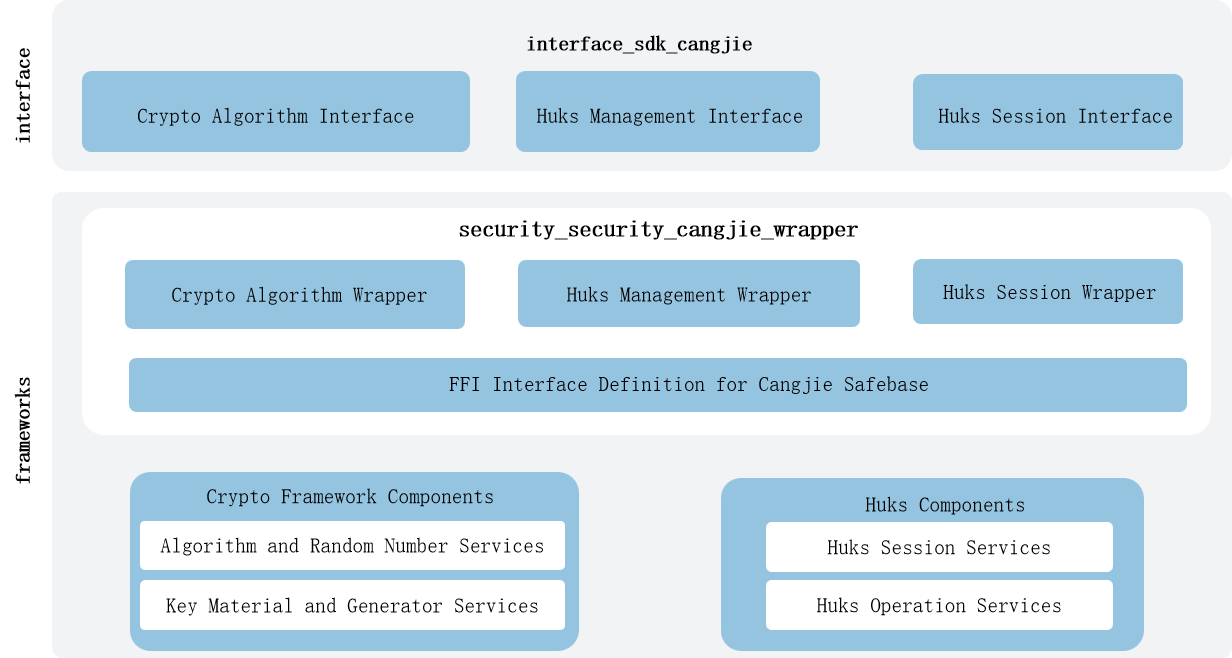 interface
interface_sdk_cangjie
Crypto Algorithm Interface
Huks Management Interface
Huks Session Interface
frameworks
security_security_cangjie_wrapper
Crypto Algorithm Wrapper
Huks Management Wrapper
Huks Session Wrapper
FFI Interface Definition for Cangjie Safebase
Crypto Framework Components
Algorithm and Random Number Services
Key Material and Generator Services
Huks Components
Huks Session Services
Huks Operation Services